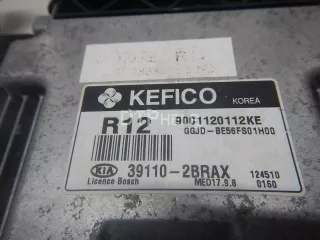 KEFICO
KOREA
R12
9001120112KE
GGJD-BE56FS01H00
KIA
39110-2BRAX
Licence Bosch
MED17.9.8
124510
0160